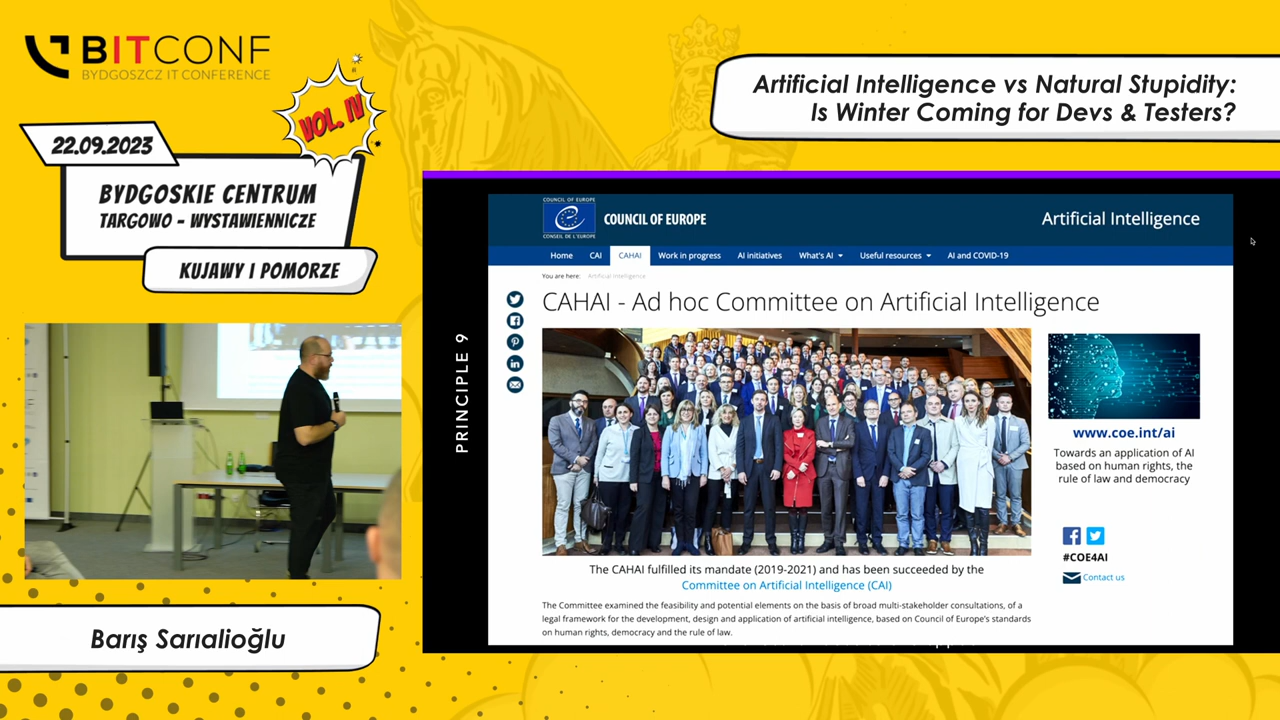 BITCONF
BYDGOSZCZ IT CONFERENCE
VOL. IV
22.09.2023
BYDGOSKIE CENTRUM
TARGOWO - WYSTAWIENNICZE
KUJAWY I POMORZE
Barış Sarıalioğlu
Artificial Intelligence vs Natural Stupidity:
Is Winter Coming for Devs & Testers?
PRINCIPLE 9
COUNCIL OF EUROPE
CONSEIL DE L'EUROPE
COUNCIL OF EUROPE
Artificial Intelligence
Home CAI CAHAI Work in progress AI initiatives What's AI Useful resources AI and COVID-19
You are here: Artificial Intelligence
CAHAI - Ad hoc Committee on Artificial Intelligence
The CAHAI fulfilled its mandate (2019-2021) and has been succeeded by the
Committee on Artificial Intelligence (CAI)
The Committee examined the feasibility and potential elements on the basis of broad multi-stakeholder consultations, of a
legal framework for the development, design and application of artificial intelligence, based on Council of Europe's standards
on human rights, democracy and the rule of law.
www.coe.int/ai
Towards an application of AI
based on human rights, the
rule of law and democracy
#COE4AI
Contact us